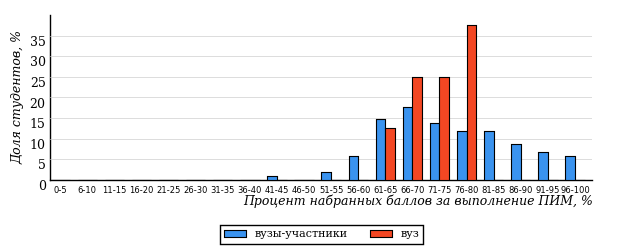 Доля студентов, %
35
30
25
20
15
10
5
0
0-5 6-10 11-15 16-20 21-25 26-30 31-35 36-40 41-45 46-50 51-55 56-60 61-65 66-70 71-75 76-80 81-85 86-90 91-95 96-100
Процент набранных баллов за выполнение ПИМ, %
вузы-участники вуз